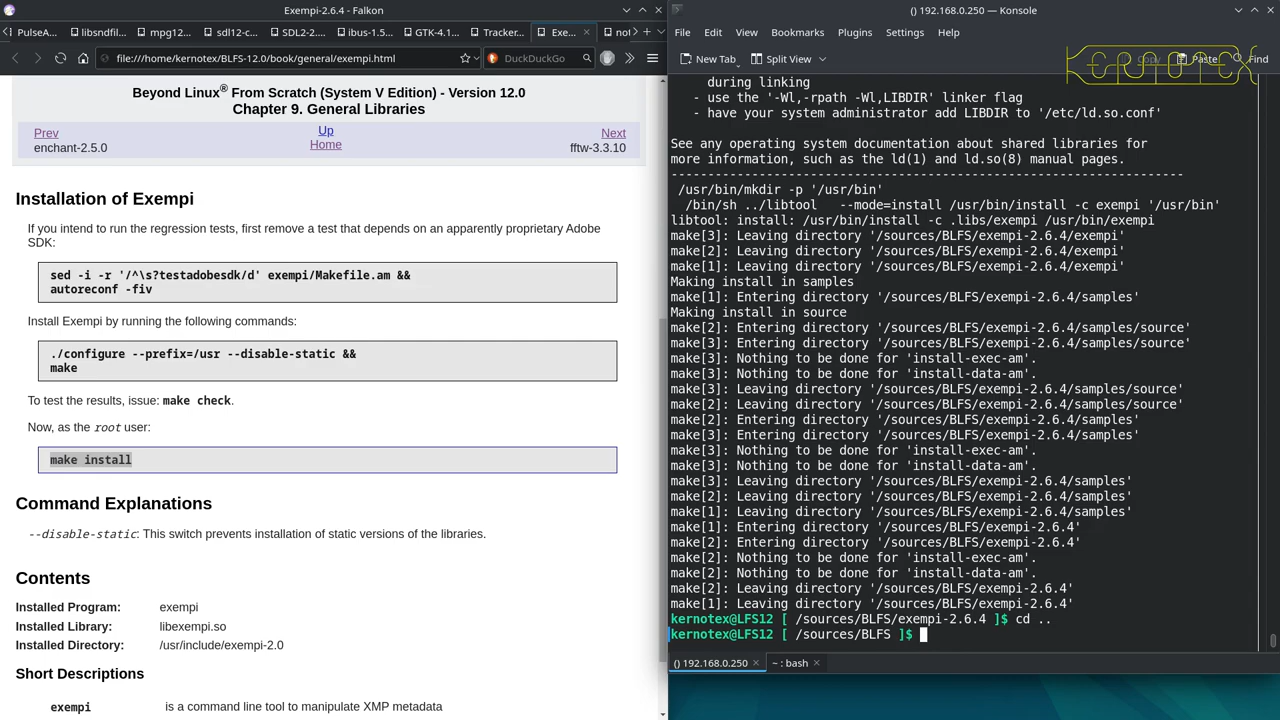 Exempi-2.6.4 - Falkon
PulseA...
libsndfil...
mpg12...
sdl12-c...
SDL2-2....
ibus-1.5...
GTK-4.1...
Tracker...
Exe...
not
file:///home/kernotex/BLFS-12.0/book/general/exempi.html
DuckDuckGo
Beyond Linux® From Scratch (System V Edition) - Version 12.0
Chapter 9. General Libraries
Prev
Up
Next
enchant-2.5.0
Home
fftw-3.3.10
Installation of Exempi
If you intend to run the regression tests, first remove a test that depends on an apparently proprietary Adobe
SDK:
sed -i -r '/^\s?testadobesdk/d' exempi/Makefile.am &&
autoreconf -fiv
Install Exempi by running the following commands:
./configure --prefix=/usr --disable-static &&
make
To test the results, issue: make check.
Now, as the root user:
make install
Command Explanations
--disable-static: This switch prevents installation of static versions of the libraries.
Contents
Installed Program: exempi
Installed Library: libexempi.so
Installed Directory: /usr/include/exempi-2.0
Short Descriptions
exempi is a command line tool to manipulate XMP metadata
() 192.168.0.250 — Konsole
File Edit View Bookmarks Plugins Settings Help
New Tab Split View Copy Paste Find
KERNOTEX
during linking
- use the '-Wl,-rpath -Wl,LIBDIR' linker flag
- have your system administrator add LIBDIR to '/etc/ld.so.conf'
See any operating system documentation about shared libraries for
more information, such as the ld(1) and ld.so(8) manual pages.
----------------------------------------------------------------------
/usr/bin/mkdir -p '/usr/bin'
/bin/sh ../libtool   --mode=install /usr/bin/install -c exempi '/usr/bin'
libtool: install: /usr/bin/install -c .libs/exempi /usr/bin/exempi
make[3]: Leaving directory '/sources/BLFS/exempi-2.6.4/exempi'
make[2]: Leaving directory '/sources/BLFS/exempi-2.6.4/exempi'
make[1]: Leaving directory '/sources/BLFS/exempi-2.6.4/exempi'
Making install in samples
make[1]: Entering directory '/sources/BLFS/exempi-2.6.4/samples'
Making install in source
make[2]: Entering directory '/sources/BLFS/exempi-2.6.4/samples/source'
make[3]: Entering directory '/sources/BLFS/exempi-2.6.4/samples/source'
make[3]: Nothing to be done for 'install-exec-am'.
make[3]: Nothing to be done for 'install-data-am'.
make[3]: Leaving directory '/sources/BLFS/exempi-2.6.4/samples/source'
make[2]: Leaving directory '/sources/BLFS/exempi-2.6.4/samples/source'
make[2]: Entering directory '/sources/BLFS/exempi-2.6.4/samples'
make[3]: Entering directory '/sources/BLFS/exempi-2.6.4/samples'
make[3]: Nothing to be done for 'install-exec-am'.
make[3]: Nothing to be done for 'install-data-am'.
make[3]: Leaving directory '/sources/BLFS/exempi-2.6.4/samples'
make[2]: Leaving directory '/sources/BLFS/exempi-2.6.4/samples'
make[1]: Leaving directory '/sources/BLFS/exempi-2.6.4/samples'
make[1]: Entering directory '/sources/BLFS/exempi-2.6.4'
make[2]: Entering directory '/sources/BLFS/exempi-2.6.4'
make[2]: Nothing to be done for 'install-exec-am'.
make[2]: Nothing to be done for 'install-data-am'.
make[2]: Leaving directory '/sources/BLFS/exempi-2.6.4'
make[1]: Leaving directory '/sources/BLFS/exempi-2.6.4'
kernotex@LFS12 [ /sources/BLFS/exempi-2.6.4 ]$ cd ..
kernotex@LFS12 [ /sources/BLFS ]$
() 192.168.0.250
~ : bash